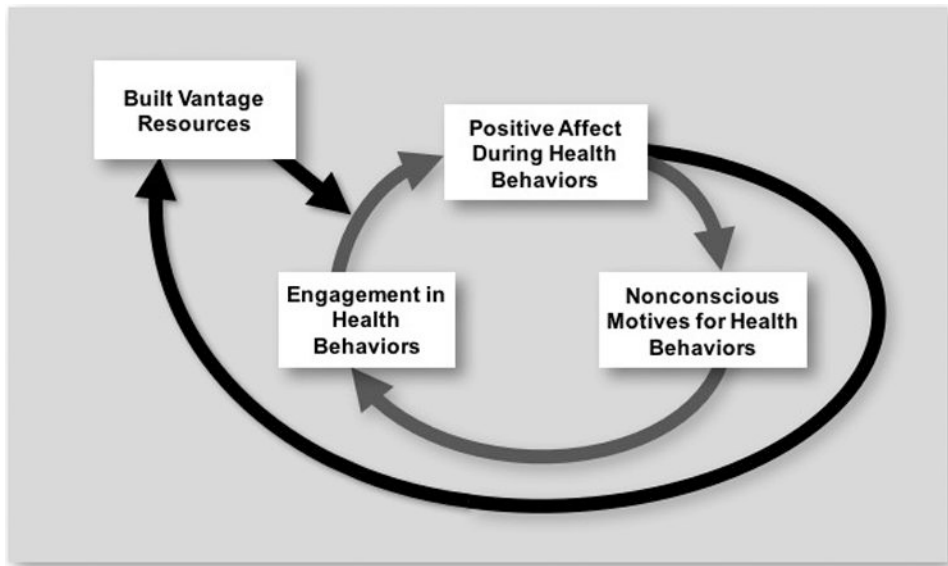 Built Vantage
Resources
Positive Affect
During Health
Behaviors
Engagement in
Health
Behaviors
Nonconscious
Motives for Health
Behaviors